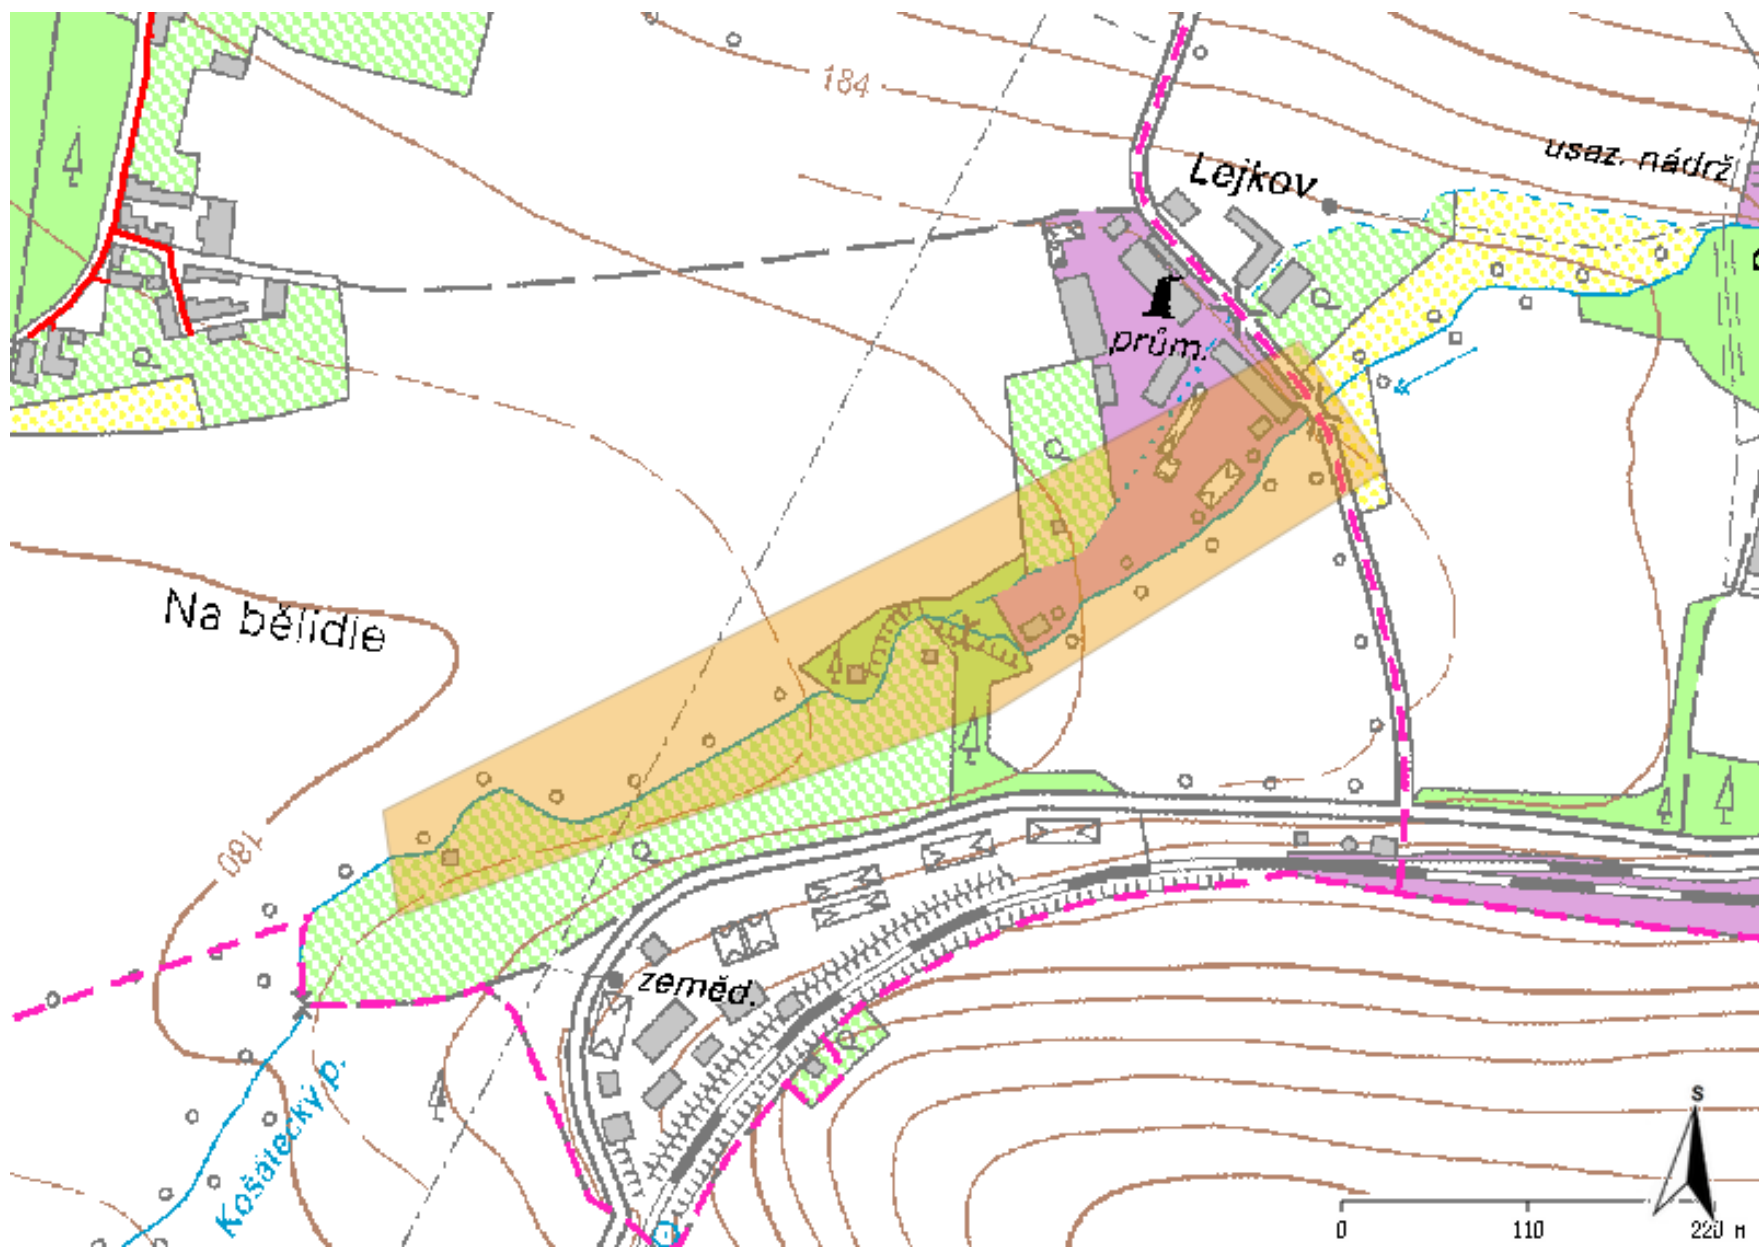 184
usaz. nádrž
Lejkov
prům.
Na bělidle
180
zeměd.
Košátecký p.
S
0 110 220 m